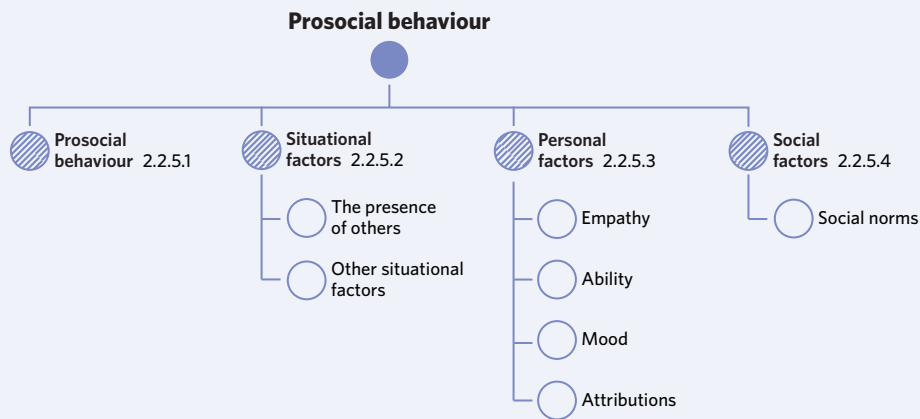 Prosocial behaviour
Prosocial
behaviour 2.2.5.1
Situational
factors 2.2.5.2
The presence
of others
Other situational
factors
Personal
factors 2.2.5.3
Empathy
Ability
Mood
Attributions
Social
factors 2.2.5.4
Social norms